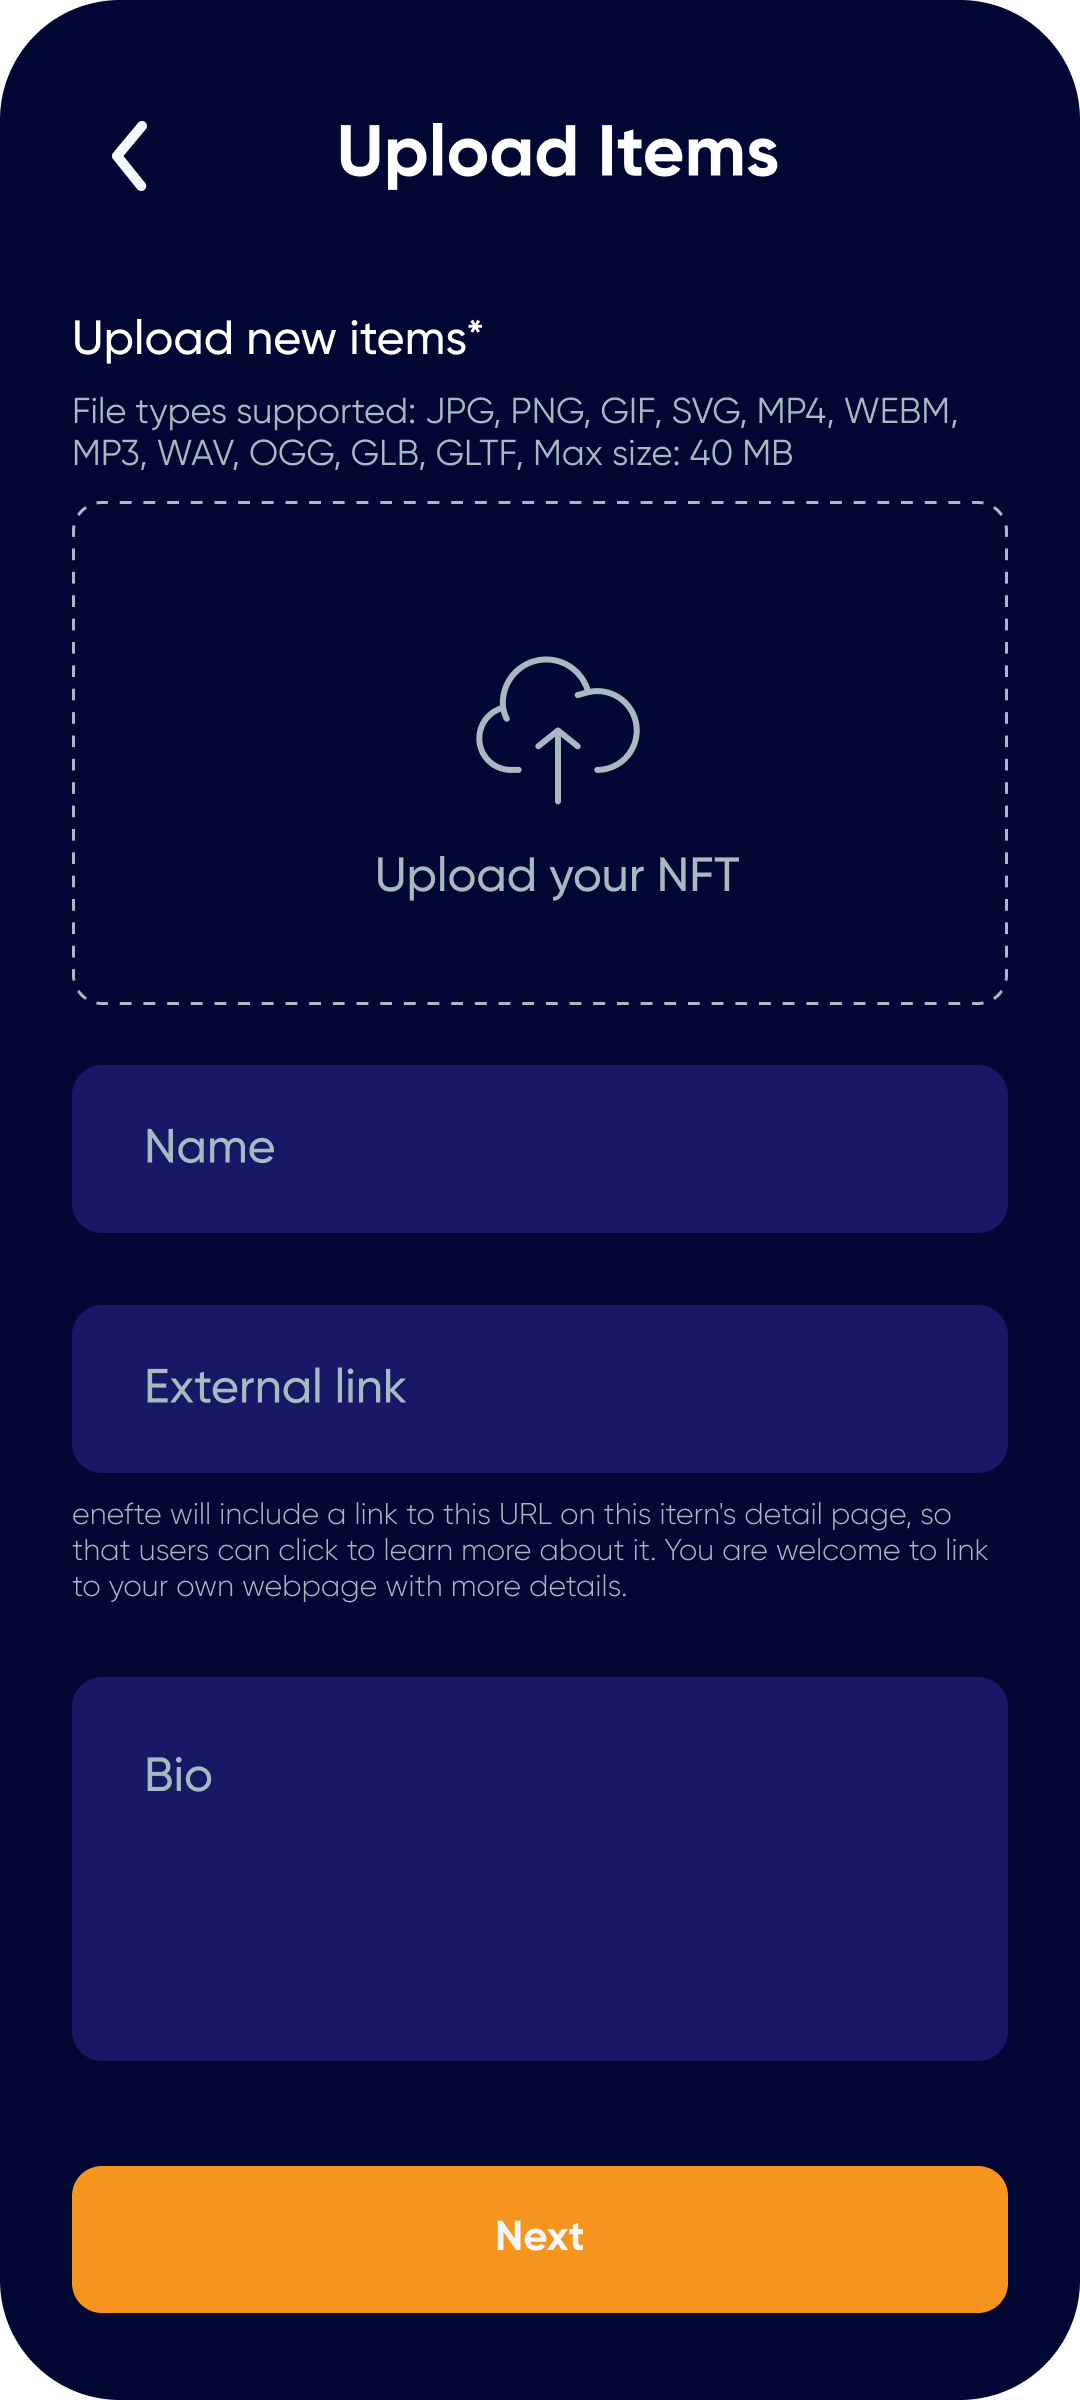 Upload Items
Upload new items*
File types supported: JPG, PNG, GIF, SVG, MP4, WEBM,
MP3, WAV, OGG, GLB, GLTF, Max size: 40 MB
Upload your NFT
Name
External link
enefte will include a link to this URL on this itern's detail page, so
that users can click to learn more about it. You are welcome to link
to your own webpage with more details.
Bio
Next